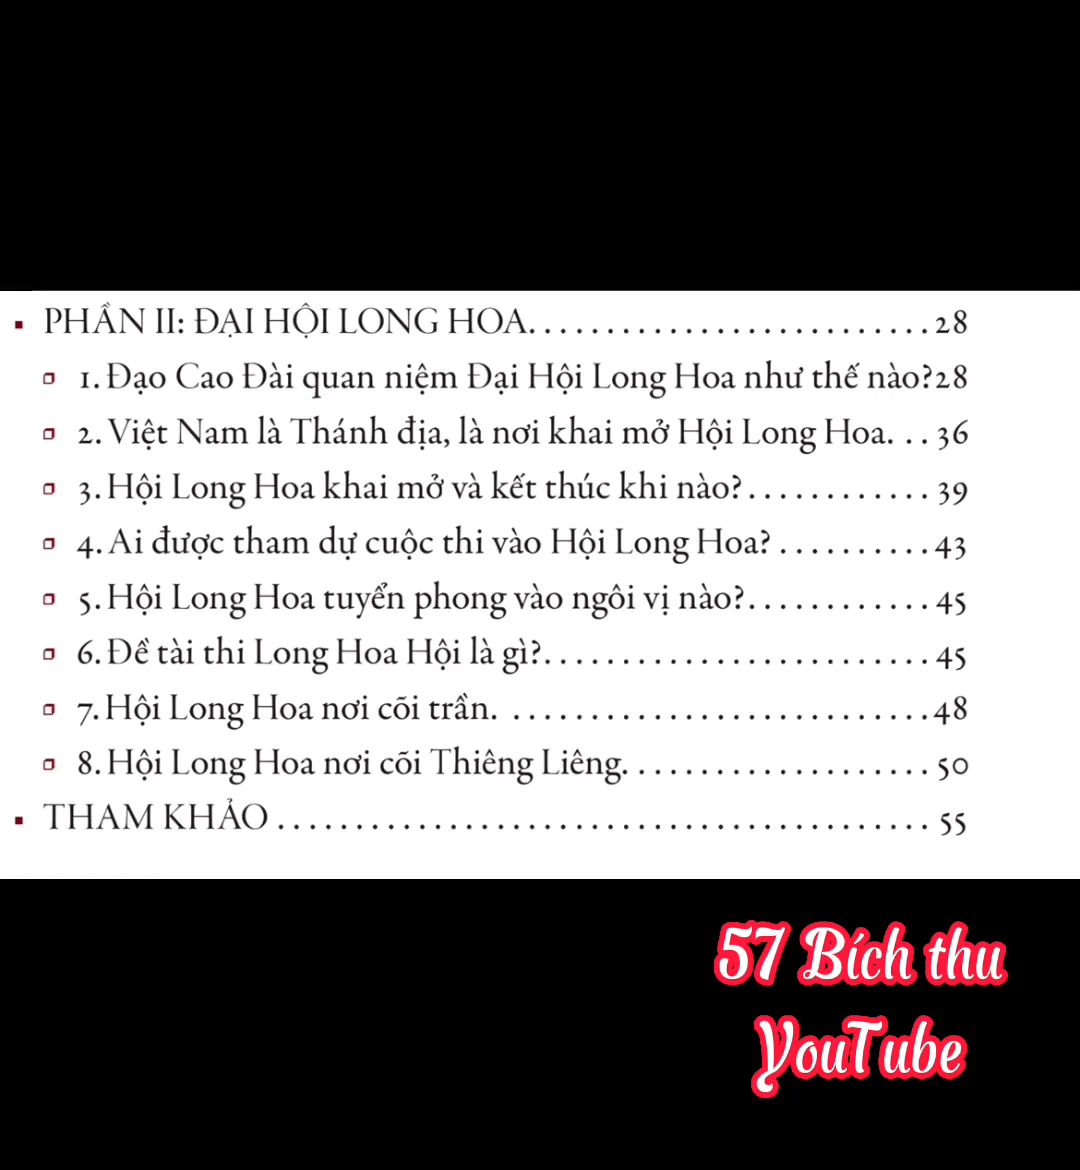 ▪ PHẦN II: ĐẠI HỘI LONG HOA. . . . . . . . . . . . . . . . . . . . . . . . . . 28
❒ 1. Đạo Cao Đài quan niệm Đại Hội Long Hoa như thế nào?28
❒ 2. Việt Nam là Thánh địa, là nơi khai mở Hội Long Hoa. . . 36
❒ 3. Hội Long Hoa khai mở và kết thúc khi nào? . . . . . . . . . . . . 39
❒ 4. Ai được tham dự cuộc thi vào Hội Long Hoa? . . . . . . . . . . 43
❒ 5. Hội Long Hoa tuyển phong vào ngôi vị nào?. . . . . . . . . . . . 45
❒ 6. Đề tài thi Long Hoa Hội là gì?. . . . . . . . . . . . . . . . . . . . . . . . . 45
❒ 7. Hội Long Hoa nơi cõi trần. . . . . . . . . . . . . . . . . . . . . . . . . . . . 48
❒ 8. Hội Long Hoa nơi cõi Thiêng Liêng. . . . . . . . . . . . . . . . . . . . 50
▪ THAM KHẢO . . . . . . . . . . . . . . . . . . . . . . . . . . . . . . . . . . . . . . . . . . 55
57 Bích thu
YouTube